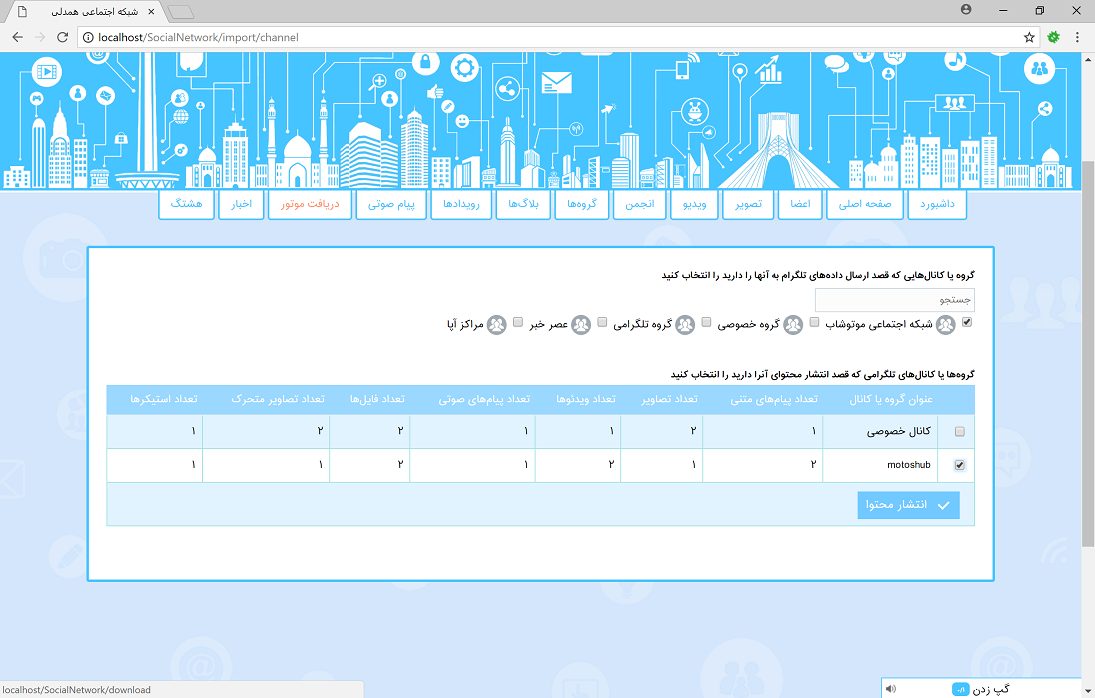 شبکه اجتماعی همدلی
localhost/SocialNetwork/import/channel
داشبورد صفحه اصلی اعضا تصویر ویدیو انجمن گروه‌ها بلاگ‌ها رویدادها پیام صوتی دریافت موتور اخبار هشتگ
گروه یا کانال‌هایی که قصد ارسال داده‌های تلگرام به آنها را دارید را انتخاب کنید
جستجو
شبکه اجتماعی موتوشاب گروه خصوصی گروه تلگرامی عصر خبر مراکز آپا
گروه‌ها یا کانال‌های تلگرامی که قصد انتشار محتوای آنرا دارید را انتخاب کنید
عنوان گروه یا کانال تعداد پیام‌های متنی تعداد تصاویر تعداد ویدئوها تعداد پیام‌های صوتی تعداد فایل‌ها تعداد تصاویر متحرک تعداد استیکرها
کانال خصوصی ۱ ۲ ۱ ۱ ۲ ۲ ۱
motoshub ۲ ۱ ۲ ۱ ۲ ۱ ۱
انتشار محتوا
گپ زدن ۰/۱
localhost/SocialNetwork/download